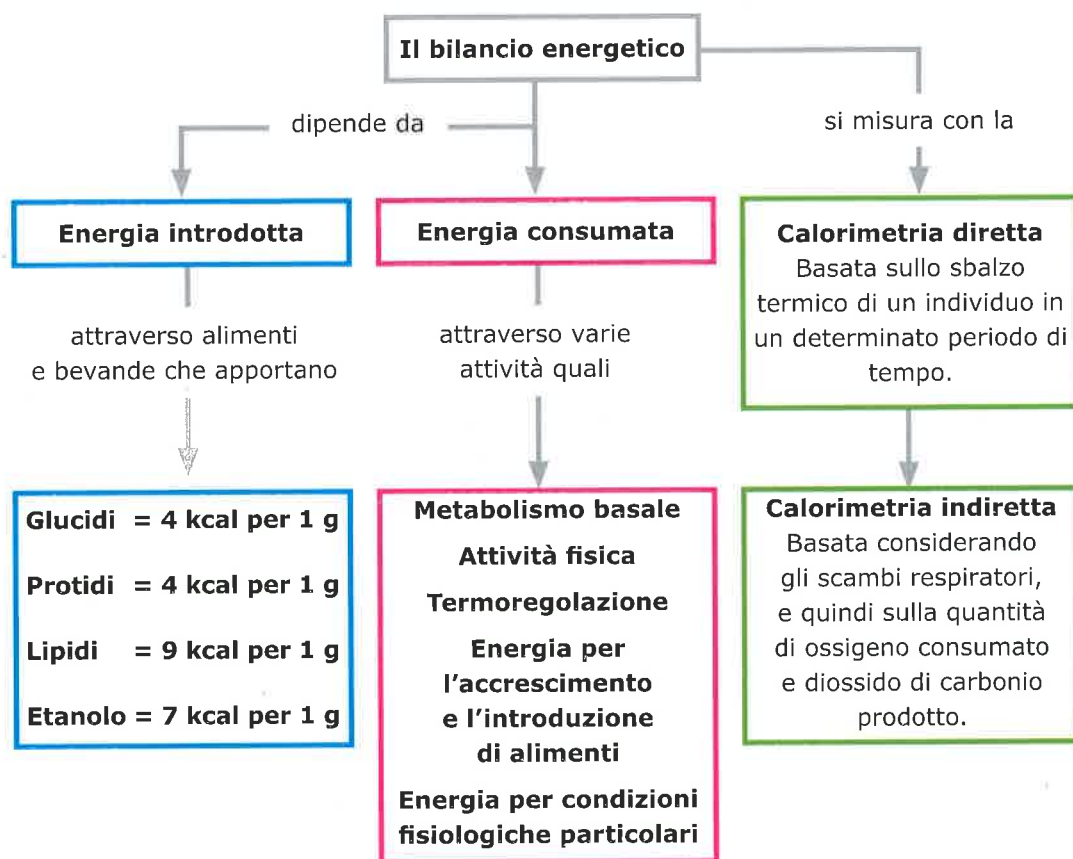 Il bilancio energetico
dipende da
si misura con la
Energia introdotta
attraverso alimenti
e bevande che apportano
Glucidi = 4 kcal per 1 g
Protidi = 4 kcal per 1 g
Lipidi = 9 kcal per 1 g
Etanolo = 7 kcal per 1 g
Energia consumata
attraverso varie
attività quali
Metabolismo basale
Attività fisica
Termoregolazione
Energia per
l'accrescimento
e l'introduzione
di alimenti
Energia per condizioni
fisiologiche particolari
Calorimetria diretta
Basata sullo sbalzo
termico di un individuo in
un determinato periodo di
tempo.
Calorimetria indiretta
Basata considerando
gli scambi respiratori,
e quindi sulla quantità
di ossigeno consumato
e diossido di carbonio
prodotto.